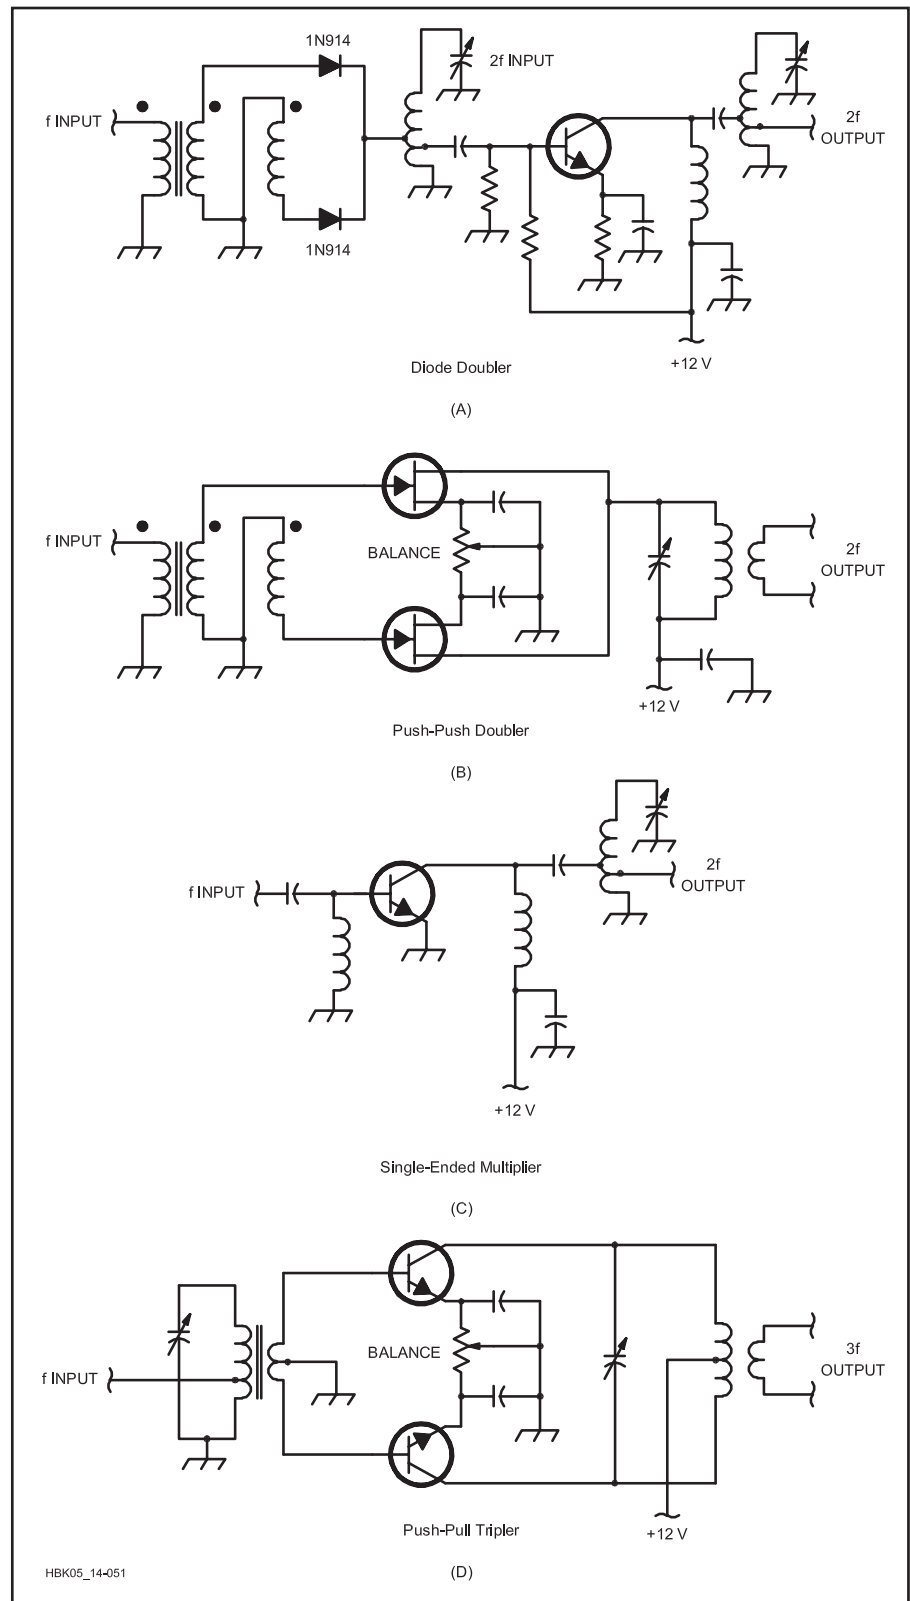 1N914
2f INPUT
f INPUT
2f
OUTPUT
1N914
+12 V
Diode Doubler
(A)
f INPUT
BALANCE
2f
OUTPUT
+12 V
Push-Push Doubler
(B)
f INPUT
2f
OUTPUT
+12 V
Single-Ended Multiplier
(C)
f INPUT
BALANCE
3f
OUTPUT
+12 V
Push-Pull Tripler
(D)
HBK05_14-051